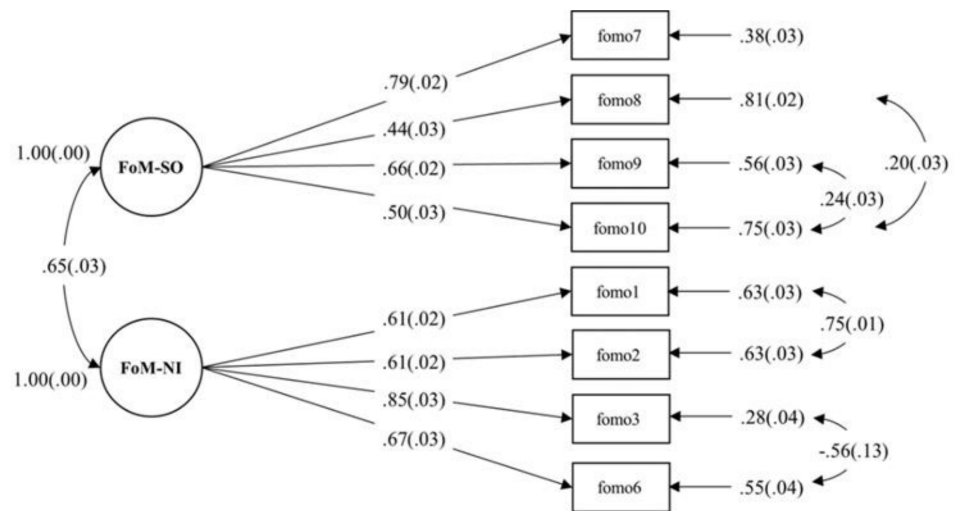 fomo7
.38(.03)
.79(.02)
fomo8
.81(.02)
.44(.03)
1.00(.00)
FoM-SO
.66(.02)
fomo9
.56(.03)
.20(.03)
.24(.03)
.50(.03)
fomo10
.75(.03)
.65(.03)
fomo1
.63(.03)
.61(.02)
.75(.01)
fomo2
.63(.03)
.61(.02)
1.00(.00)
FoM-NI
.85(.03)
fomo3
.28(.04)
.67(.03)
-.56(.13)
fomo6
.55(.04)